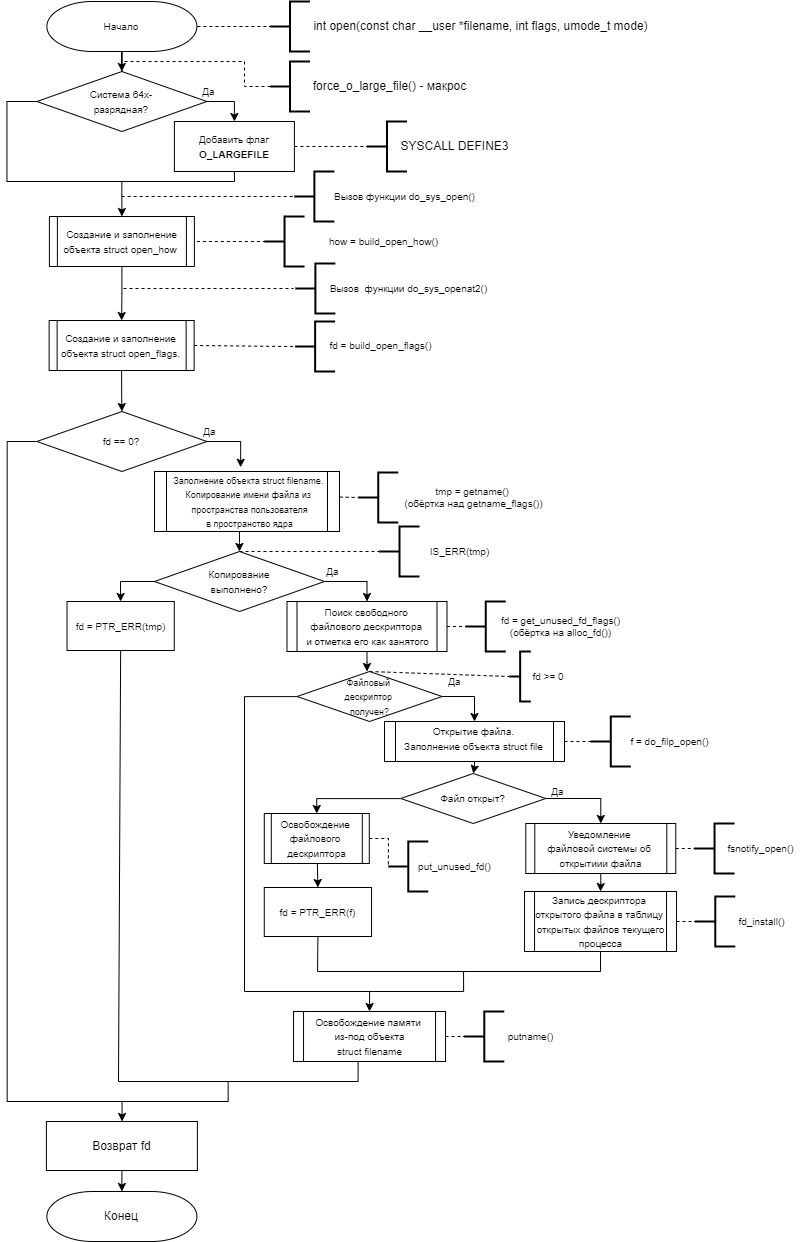 Начало
int open(const char __user *filename, int flags, umode_t mode)
force_o_large_file() - макрос
Система 64х-
разрядная?
Да
Добавить флаг
O_LARGEFILE
SYSCALL DEFINE3
Вызов функции do_sys_open()
Создание и заполнение
объекта struct open_how
how = build_open_how()
Вызов  функции do_sys_openat2()
Создание и заполнение
объекта struct open_flags.
fd = build_open_flags()
fd == 0?
Да
Заполнение объекта struct filename.
Копирование имени файла из
пространства пользователя
в пространство ядра
tmp = getname()
(обёртка над getname_flags())
IS_ERR(tmp)
Копирование
выполнено?
Да
fd = PTR_ERR(tmp)
Поиск свободного
файлового дескриптора
и отметка его как занятого
fd = get_unused_fd_flags()
(обёртка на alloc_fd())
fd >= 0
Файловый
дескриптор
получен?
Да
Открытие файла.
Заполнение объекта struct file
f = do_filp_open()
Файл открыт?
Да
Освобождение
файлового
дескриптора
put_unused_fd()
Уведомление
файловой системы об
открытиии файла
fsnotify_open()
fd = PTR_ERR(f)
Запись дескриптора
открытого файла в таблицу
открытых файлов текущего
процесса
fd_install()
Освобождение памяти
из-под объекта
struct filename
putname()
Возврат fd
Конец